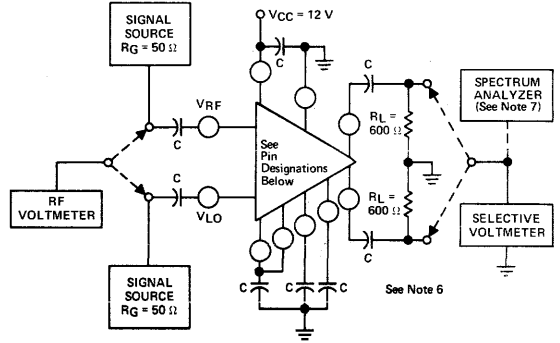 SIGNAL
SOURCE
RG = 50 Ω
VCC = 12 V
C
C
SPECTRUM
ANALYZER
(See Note 7)
VRF
C
RL =
600 Ω
See
Pin
Designations
Below
RF
VOLTMETER
C
VLO
RL =
600 Ω
SELECTIVE
VOLTMETER
C
SIGNAL
SOURCE
RG = 50 Ω
C
C
C
See Note 6